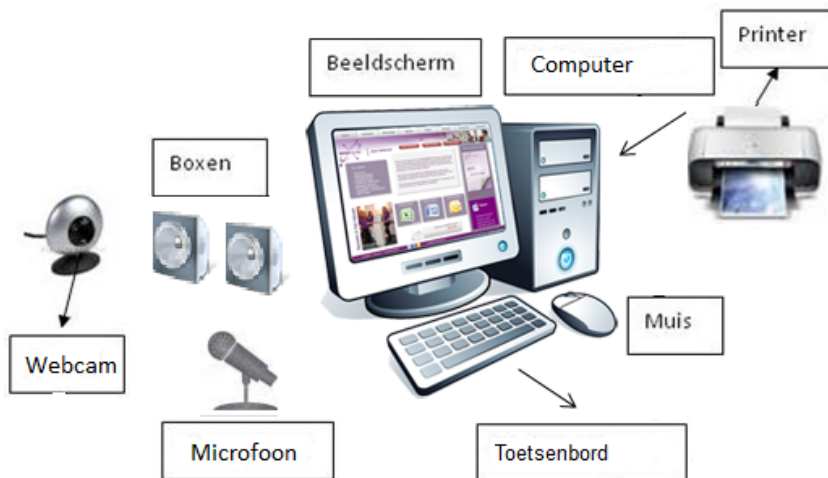 Printer
Beeldscherm
Computer
Boxen
Muis
Webcam
Microfoon
Toetsenbord